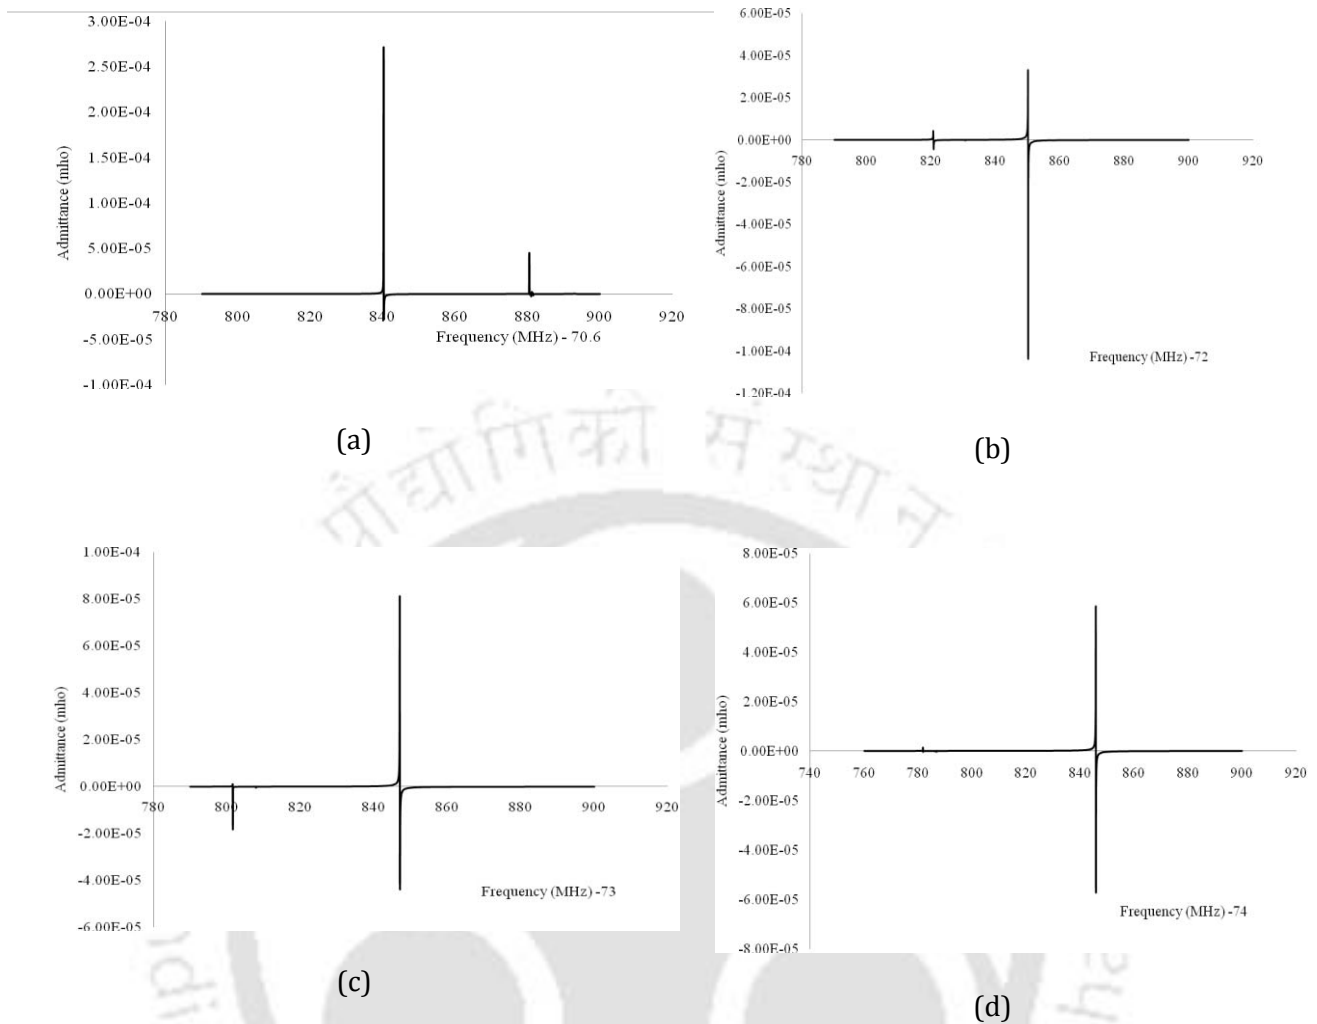 3.00E-04
2.50E-04
2.00E-04
1.50E-04
1.00E-04
5.00E-05
0.00E+00
-5.00E-05
-1.00E-04
Admittance (mho)
780 800 820 840 860 880 900 920
Frequency (MHz) - 70.6
(a)
6.00E-05
4.00E-05
2.00E-05
0.00E+00
-2.00E-05
-4.00E-05
-6.00E-05
-8.00E-05
-1.00E-04
-1.20E-04
Admittance (mho)
780 800 820 840 860 880 900 920
Frequency (MHz) -72
(b)
प्रौद्योगिकी संस्थान
1.00E-04
8.00E-05
6.00E-05
4.00E-05
2.00E-05
0.00E+00
-2.00E-05
-4.00E-05
-6.00E-05
Admittance (mho)
780 800 820 840 860 880 900 920
Frequency (MHz) -73
(c)
8.00E-05
6.00E-05
4.00E-05
2.00E-05
0.00E+00
-2.00E-05
-4.00E-05
-6.00E-05
-8.00E-05
Admittance (mho)
740 760 780 800 820 840 860 880 900 920
Frequency (MHz) -74
(d)